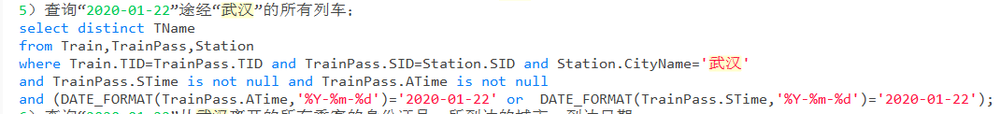 5）查询“2020-01-22”途经“武汉”的所有列车；
select distinct TName
from Train,TrainPass,Station
where Train.TID=TrainPass.TID and TrainPass.SID=Station.SID and Station.CityName='武汉'
and TrainPass.STime is not null and TrainPass.ATime is not null
and (DATE_FORMAT(TrainPass.ATime,'%Y-%m-%d')='2020-01-22' or  DATE_FORMAT(TrainPass.STime,'%Y-%m-%d')='2020-01-22');